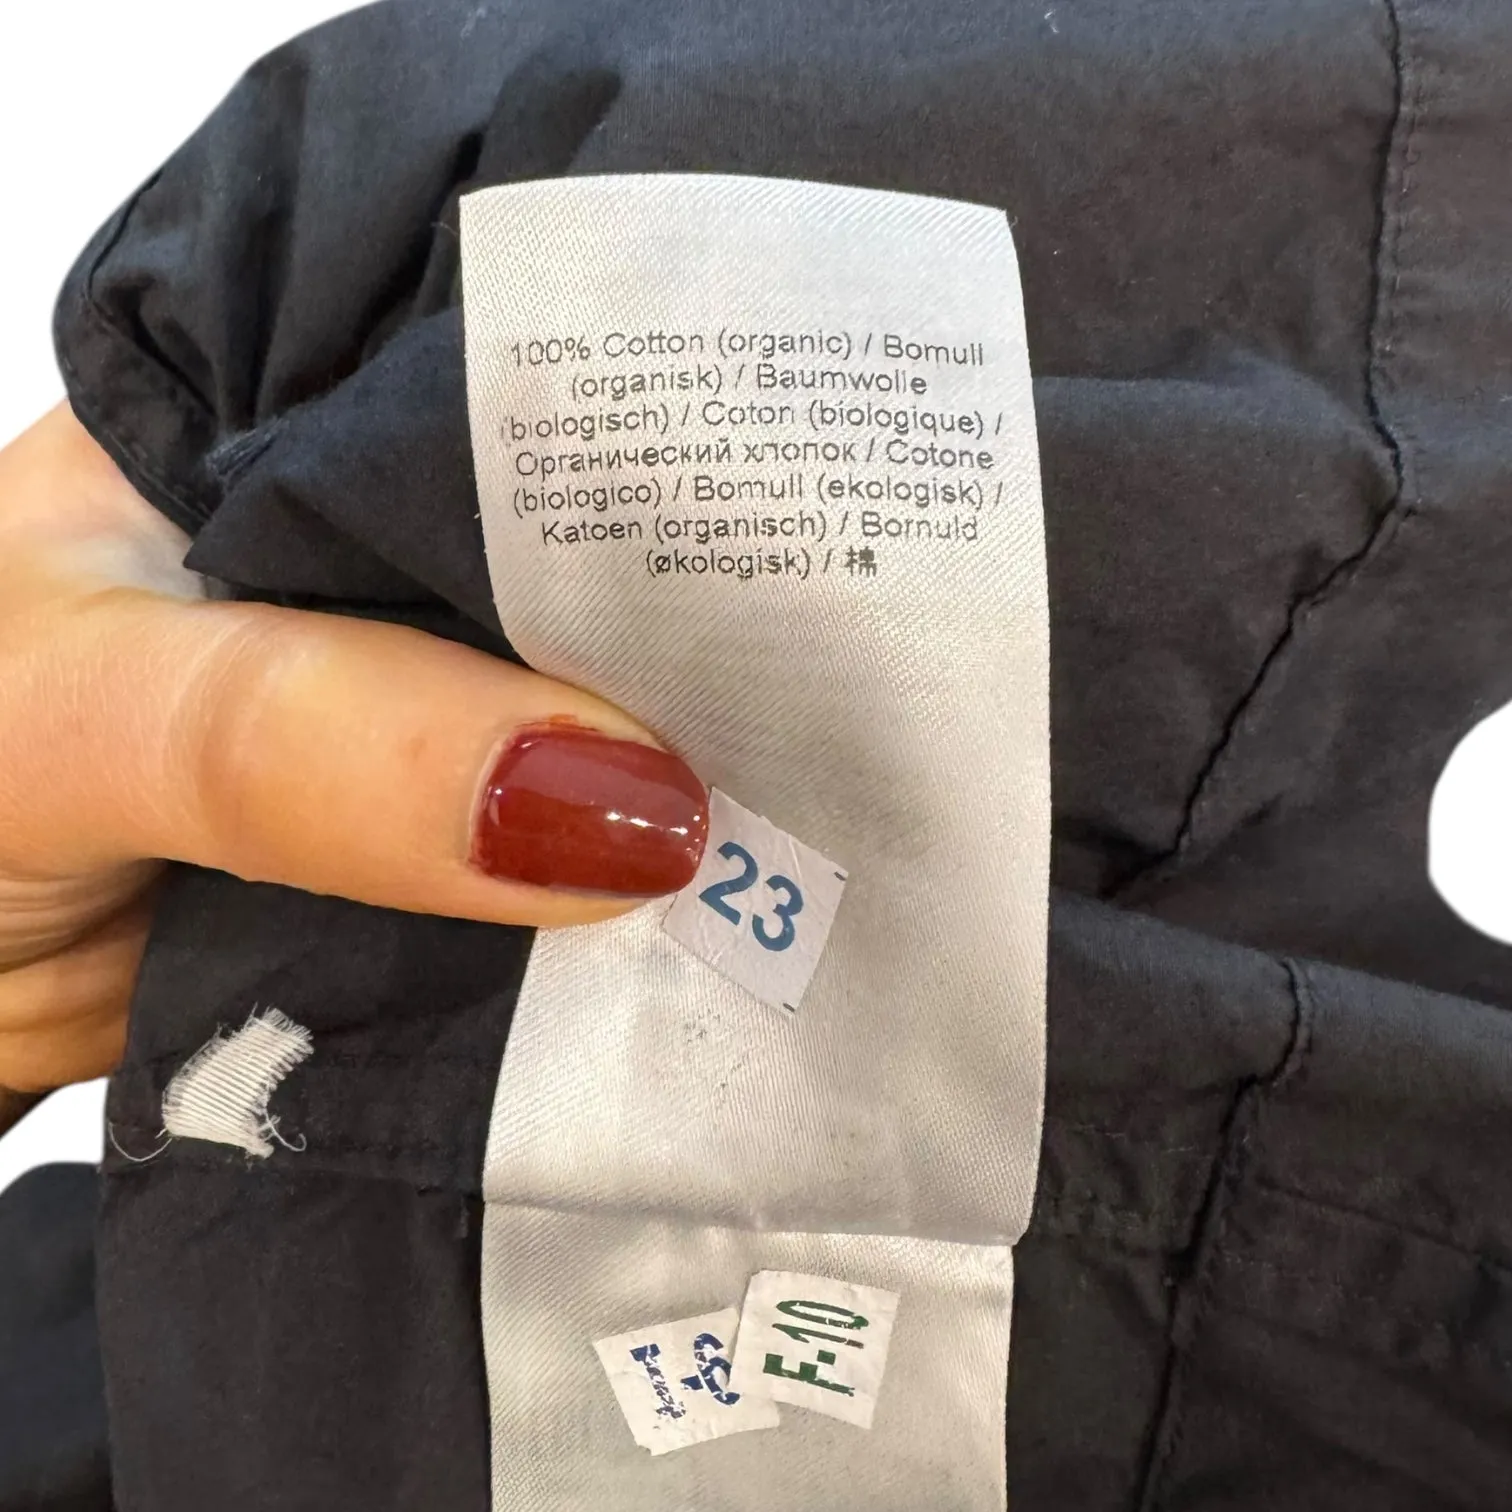 100% Cotton (organic) / Bomull
(organisk) / Baumwolle
(biologisch) / Coton (biologique) /
Органический хлопок / Cotone
(biologico) / Bomull (ekologisk) /
Katoen (organisch) / Bornuld
(økologisk) / 棉
23
F-10